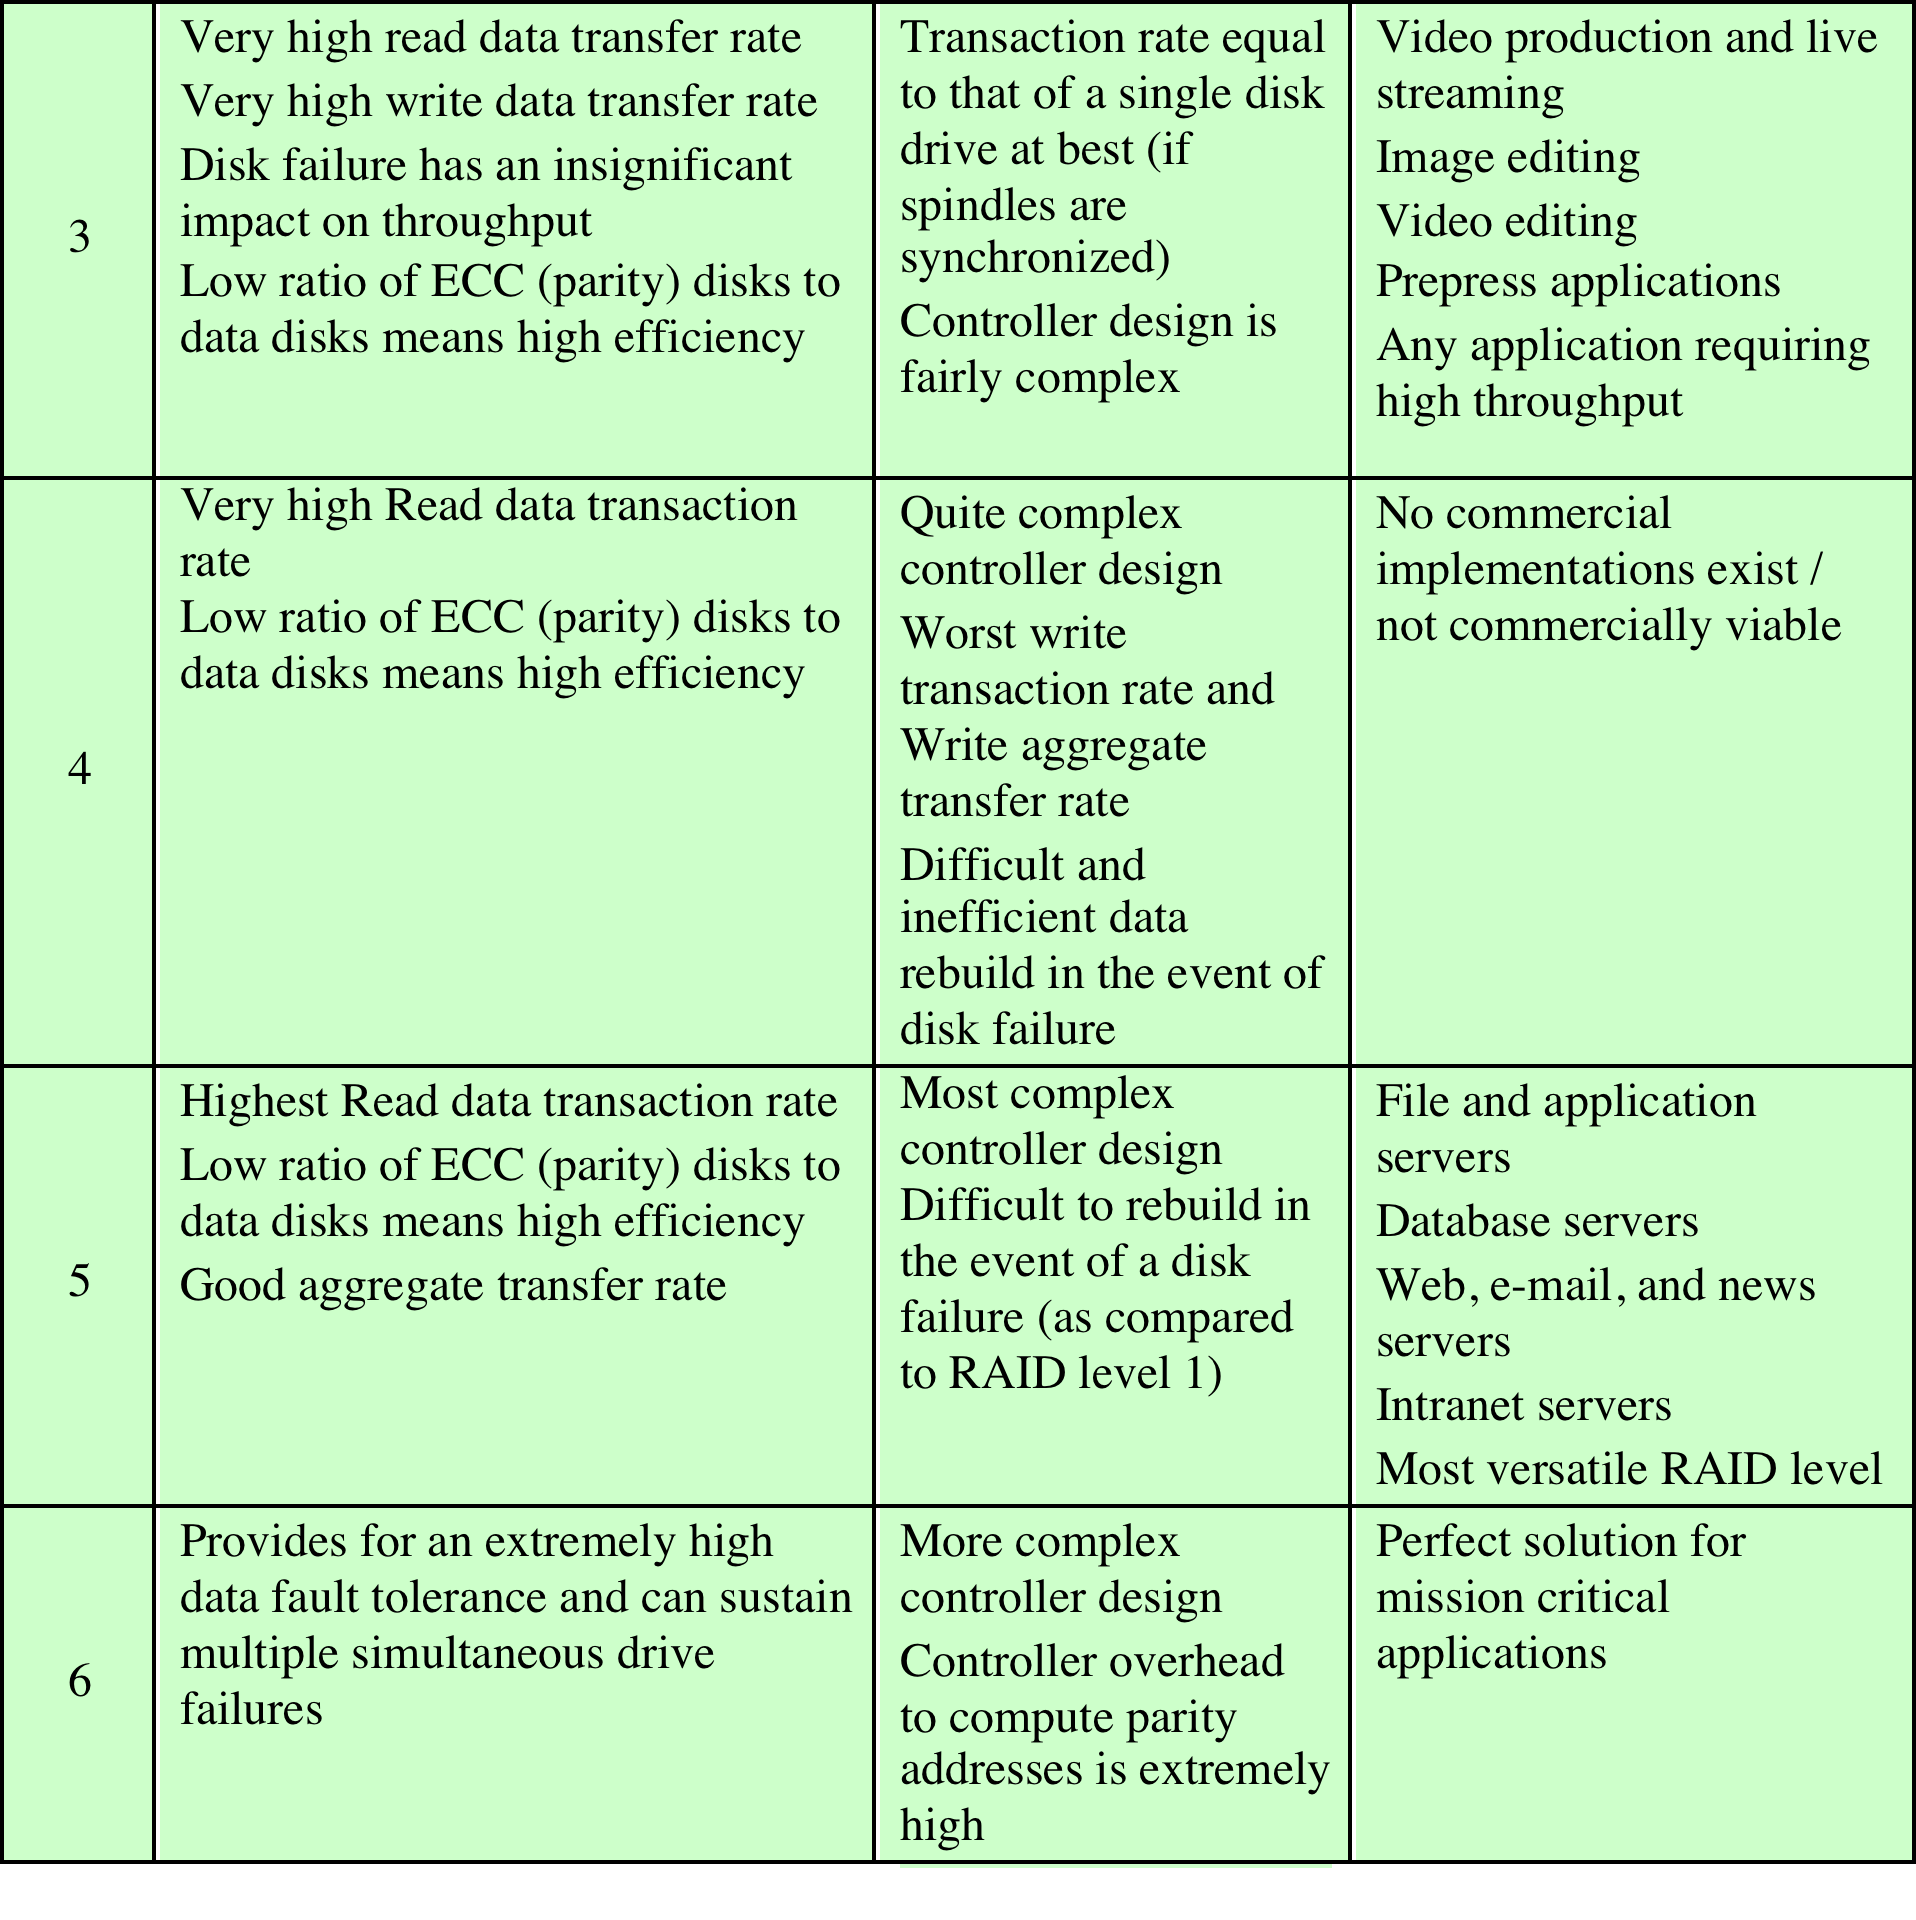 3
Very high read data transfer rate
Very high write data transfer rate
Disk failure has an insignificant
impact on throughput
Low ratio of ECC (parity) disks to
data disks means high efficiency
Transaction rate equal
to that of a single disk
drive at best (if
spindles are
synchronized)
Controller design is
fairly complex
Video production and live
streaming
Image editing
Video editing
Prepress applications
Any application requiring
high throughput
4
Very high Read data transaction
rate
Low ratio of ECC (parity) disks to
data disks means high efficiency
Quite complex
controller design
Worst write
transaction rate and
Write aggregate
transfer rate
Difficult and
inefficient data
rebuild in the event of
disk failure
No commercial
implementations exist /
not commercially viable
5
Highest Read data transaction rate
Low ratio of ECC (parity) disks to
data disks means high efficiency
Good aggregate transfer rate
Most complex
controller design
Difficult to rebuild in
the event of a disk
failure (as compared
to RAID level 1)
File and application
servers
Database servers
Web, e-mail, and news
servers
Intranet servers
Most versatile RAID level
6
Provides for an extremely high
data fault tolerance and can sustain
multiple simultaneous drive
failures
More complex
controller design
Controller overhead
to compute parity
addresses is extremely
high
Perfect solution for
mission critical
applications